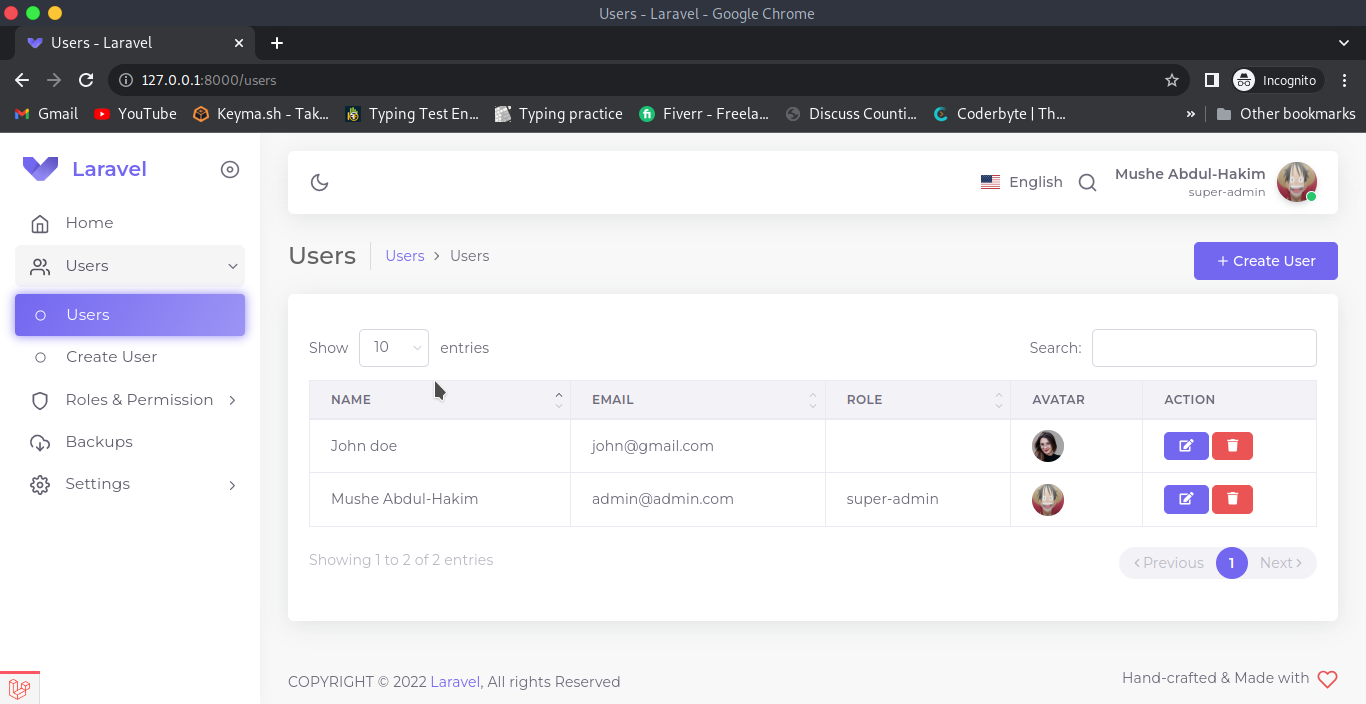 Users - Laravel - Google Chrome
Users - Laravel
127.0.0.1:8000/users
Incognito
Gmail YouTube Keyma.sh - Tak... Typing Test En... Typing practice Fiverr - Freela... Discuss Counti... Coderbyte | Th... » Other bookmarks
Laravel
Home
Users
Users
Create User
Roles & Permission
Backups
Settings
English
Mushe Abdul-Hakim
super-admin
Users
Users > Users
+ Create User
Show 10 entries
Search:
NAME EMAIL ROLE AVATAR ACTION
John doe john@gmail.com
Mushe Abdul-Hakim admin@admin.com super-admin
Showing 1 to 2 of 2 entries
Previous 1 Next
COPYRIGHT © 2022 Laravel, All rights Reserved
Hand-crafted & Made with